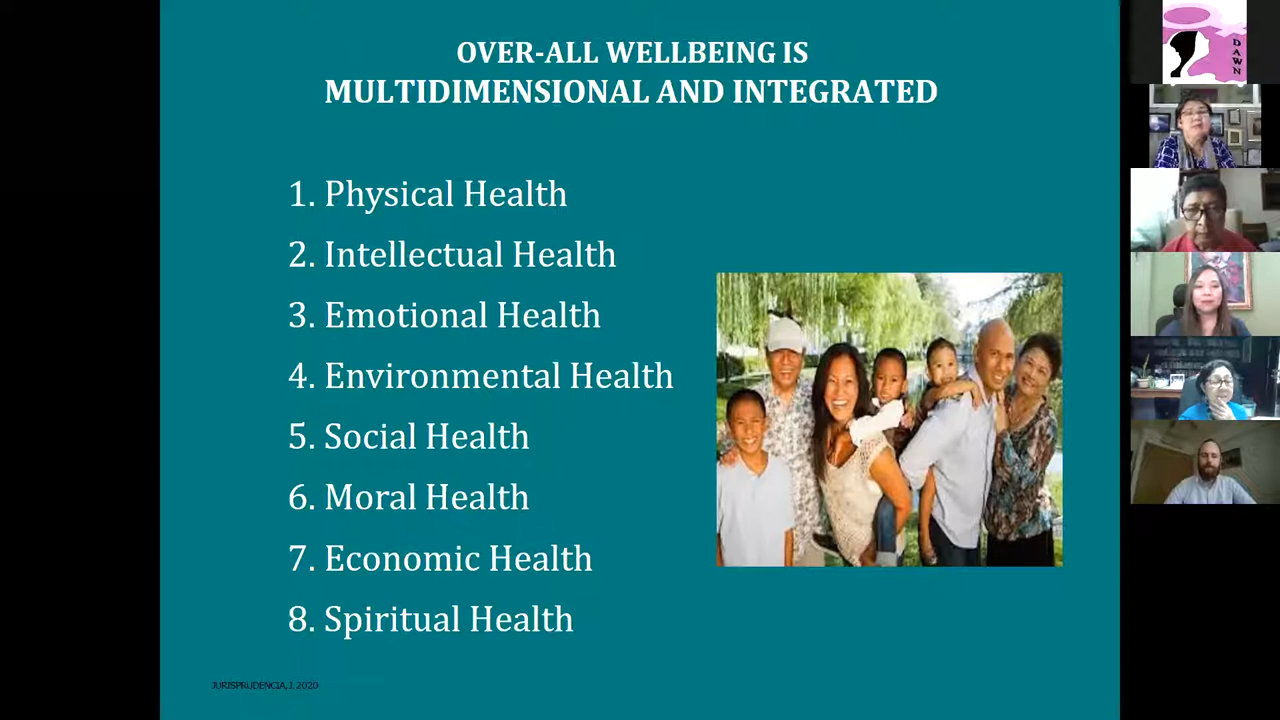 OVER-ALL WELLBEING IS
MULTIDIMENSIONAL AND INTEGRATED
1. Physical Health
2. Intellectual Health
3. Emotional Health
4. Environmental Health
5. Social Health
6. Moral Health
7. Economic Health
8. Spiritual Health
JURISPRUDENCIA,J. 2020
DAWN